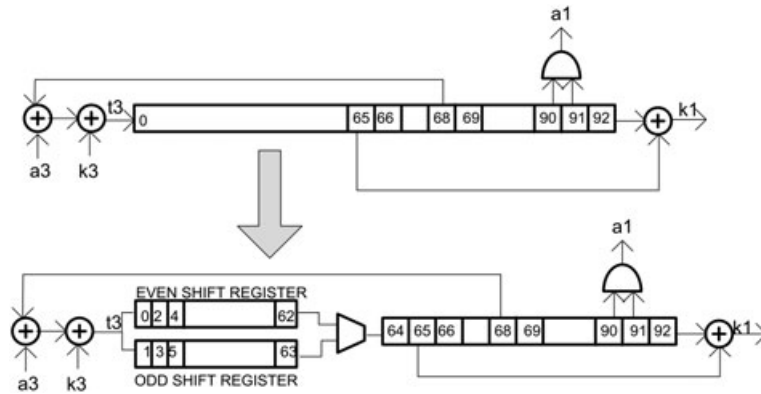 a1
t3
0 65 66 68 69 90 91 92
k1
a3 k3
a1
EVEN SHIFT REGISTER
0 2 4 62
t3
64 65 66 68 69 90 91 92
k1
1 3 5 63
a3 k3
ODD SHIFT REGISTER